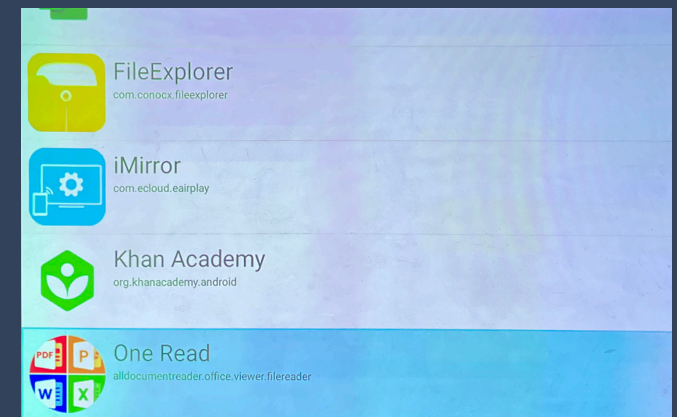 FileExplorer
com.conocx.fileexplorer
iMirror
com.ecloud.eairplay
Khan Academy
org.khanacademy.android
One Read
alldocumentreader.office.viewer.filereader
PDF
P
W
X